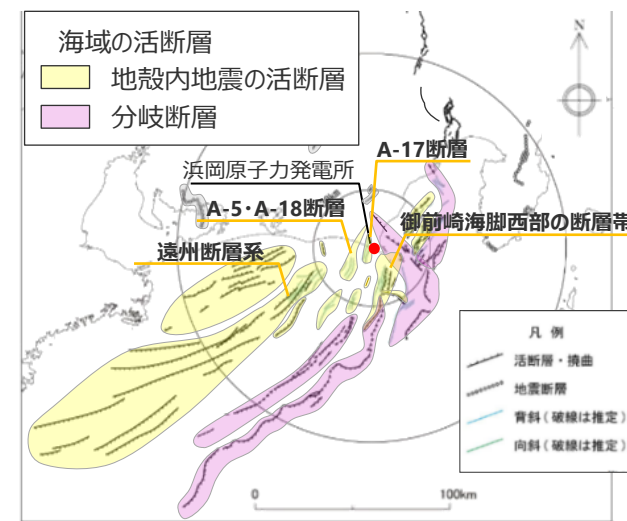 海域の活断層
地殻内地震の活断層
分岐断層
N
A-17断層
浜岡原子力発電所
A-5・A-18断層
御前崎海脚西部の断層帯
遠州断層系
凡 例
活断層・撓曲
地震断層
背斜(破線は推定)
向斜(破線は推定)
0
100km